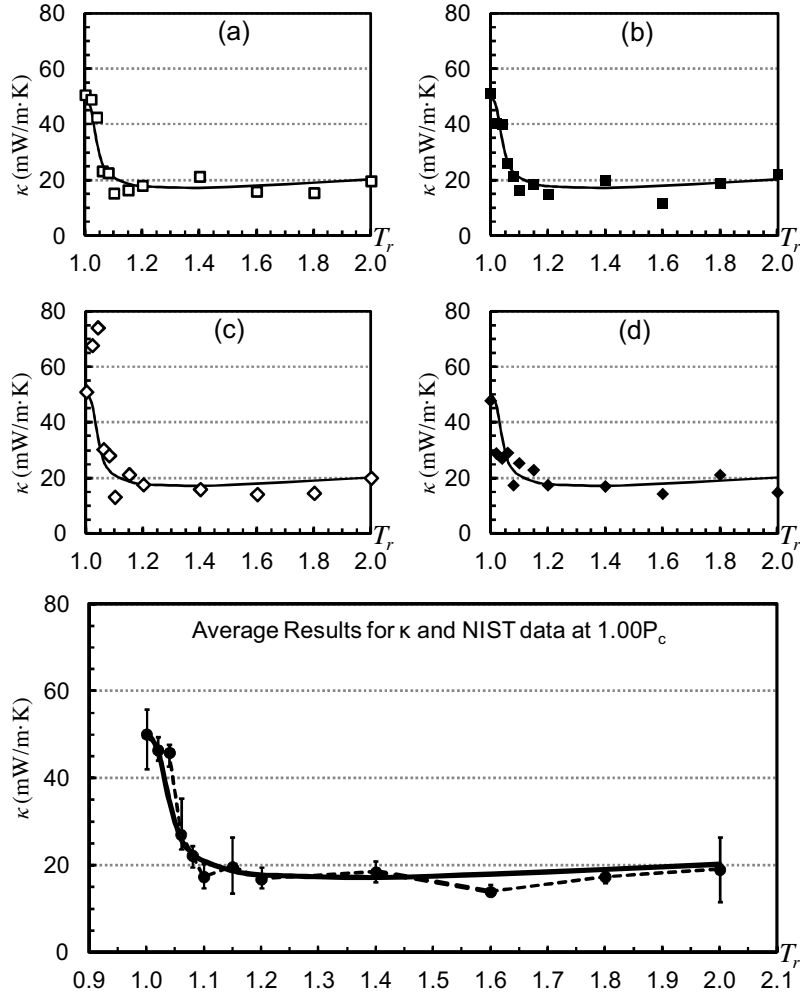 (a)
80
60
40
20
0
κ (mW/m·K)
1.0 1.2 1.4 1.6 1.8 2.0
T_r
(b)
80
60
40
20
0
κ (mW/m·K)
1.0 1.2 1.4 1.6 1.8 2.0
T_r
(c)
80
60
40
20
0
κ (mW/m·K)
1.0 1.2 1.4 1.6 1.8 2.0
T_r
(d)
80
60
40
20
0
κ (mW/m·K)
1.0 1.2 1.4 1.6 1.8 2.0
T_r
Average Results for κ and NIST data at 1.00P_c
80
60
40
20
0
κ (mW/m·K)
0.9 1.0 1.1 1.2 1.3 1.4 1.5 1.6 1.7 1.8 1.9 2.0 2.1
T_r